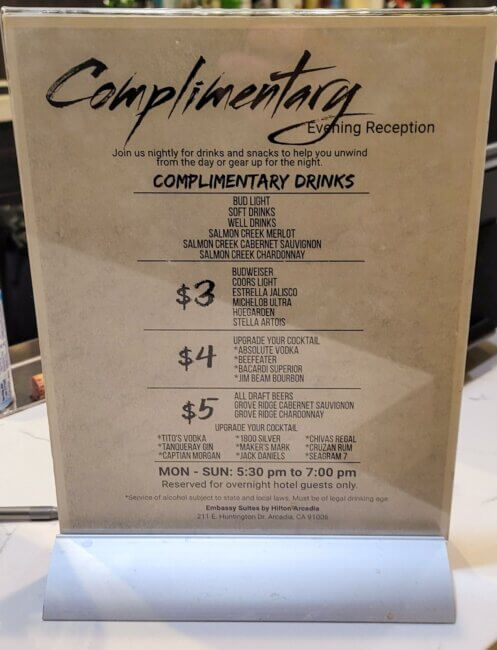 Complimentary
Evening Reception
Join us nightly for drinks and snacks to help you unwind
from the day or gear up for the night.
COMPLIMENTARY DRINKS
BUD LIGHT
SOFT DRINKS
WELL DRINKS
SALMON CREEK MERLOT
SALMON CREEK CABERNET SAUVIGNON
SALMON CREEK CHARDONNAY
$3
BUDWEISER
COORS LIGHT
ESTRELLA JALISCO
MICHELOB ULTRA
HOEGARDEN
STELLA ARTOIS
$4
UPGRADE YOUR COCKTAIL
*ABSOLUTE VODKA
*BEEFEATER
*BACARDI SUPERIOR
*JIM BEAM BOURBON
$5
ALL DRAFT BEERS
GROVE RIDGE CABERNET SAUVIGNON
GROVE RIDGE CHARDONNAY
UPGRADE YOUR COCKTAIL
*TITO'S VODKA *1800 SILVER *CHIVAS REGAL
*TANQUERAY GIN *MAKER'S MARK *CRUZAN RUM
*CAPTIAN MORGAN *JACK DANIELS *SEAGRAM 7
MON - SUN: 5:30 pm to 7:00 pm
Reserved for overnight hotel guests only.
*Service of alcohol subject to state and local laws. Must be of legal drinking age.
Embassy Suites by Hilton Arcadia
211 E. Huntington Dr. Arcadia, CA 91006